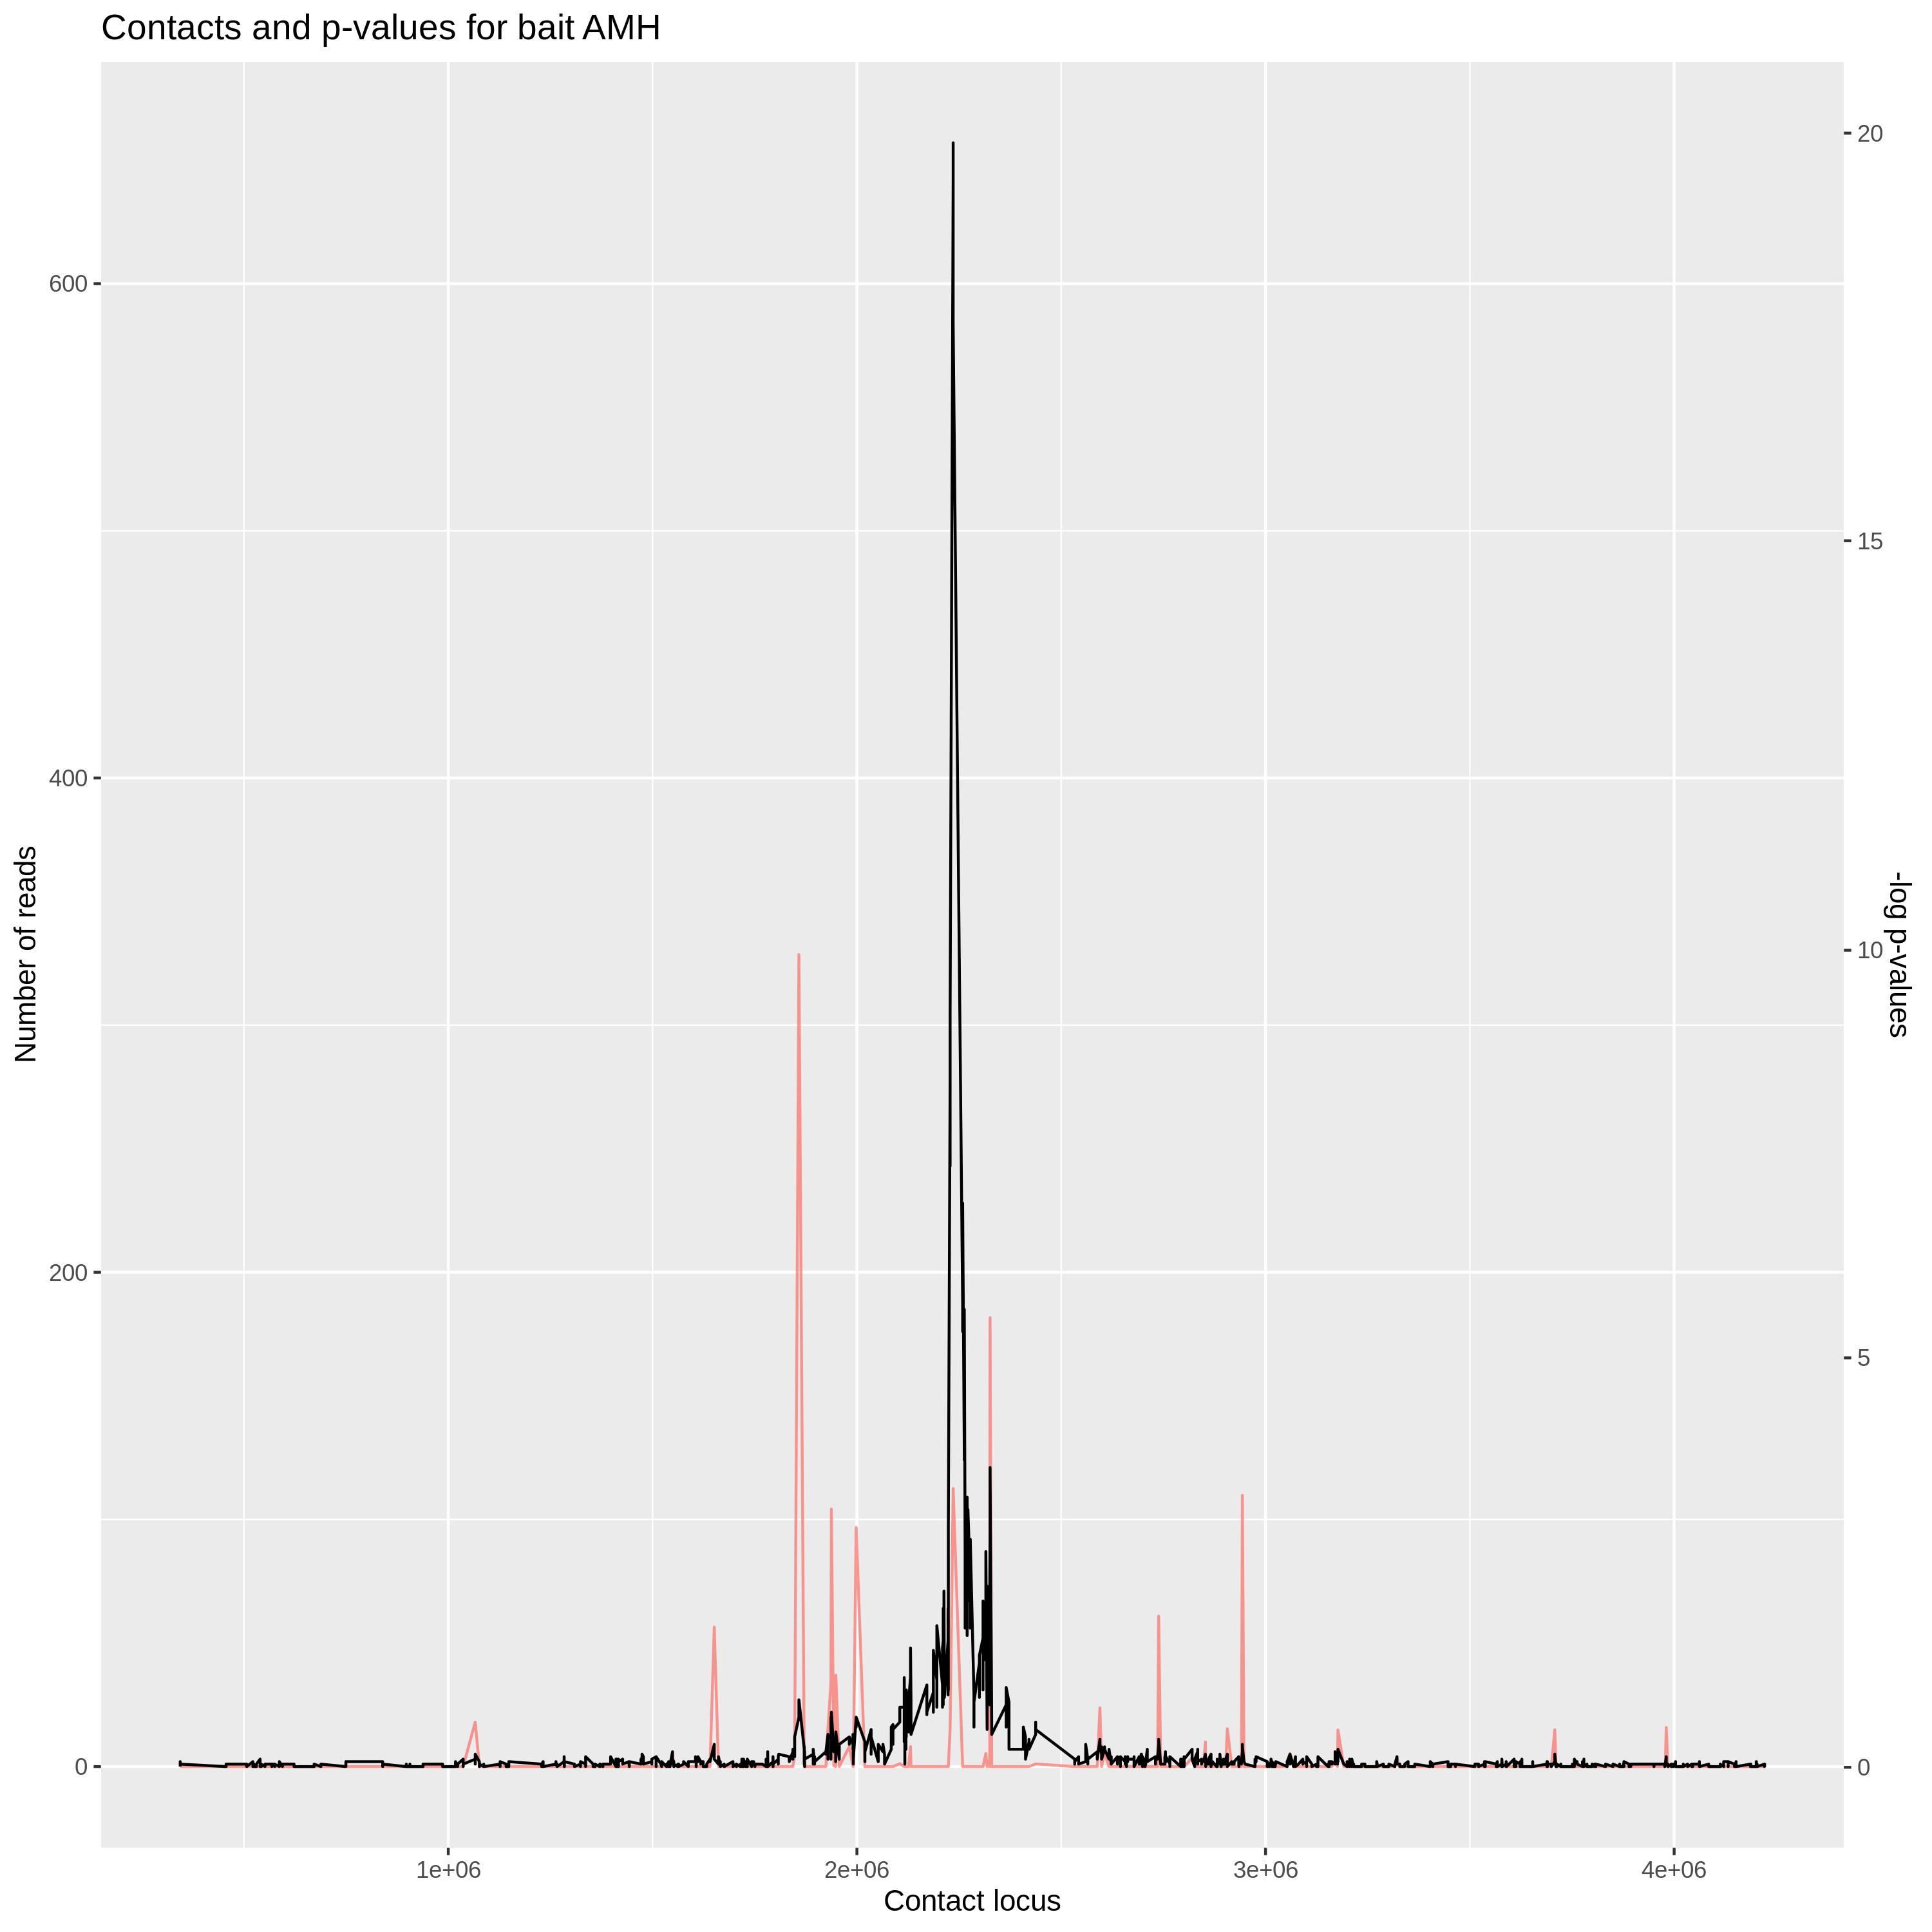 Contacts and p-values for bait AMH
Number of reads
600
400
200
0
20
15
10
5
0
-log p-values
1e+06 2e+06 3e+06 4e+06
Contact locus